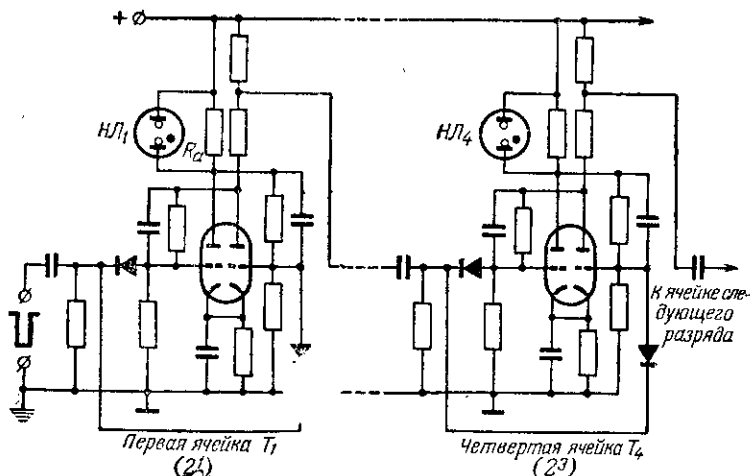 +
НЛ₁
Rа
НЛ₄
К ячейке сле-
дующего
разряда
Первая ячейка T₁
(2¹)
Четвертая ячейка T₄
(2³)